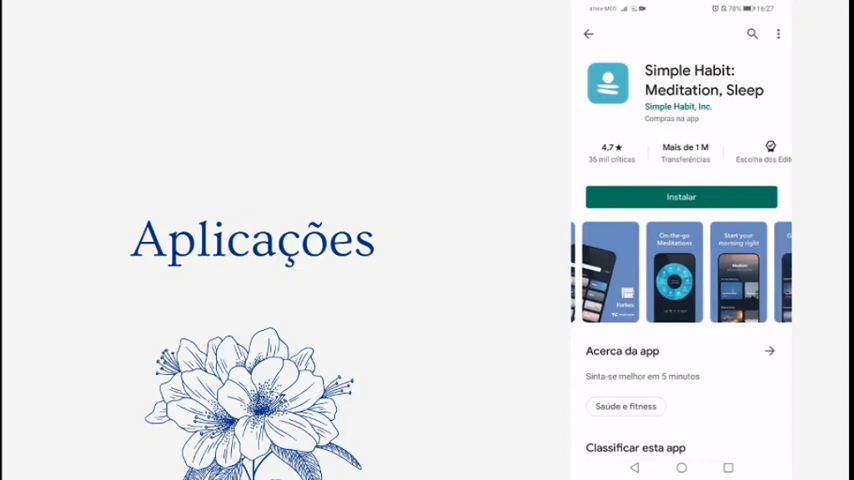 Aplicações
78% 16:27
Simple Habit:
Meditation, Sleep
Simple Habit, Inc.
Compras na app
4,7★
36 mil críticas
Mais de 1 M
Transferências
Escolha dos Edit
Instalar
Forbes
On-the-go
Meditations
Start your
morning right
Acerca da app
Sinta-se melhor em 5 minutos
Saúde e fitness
Classificar esta app